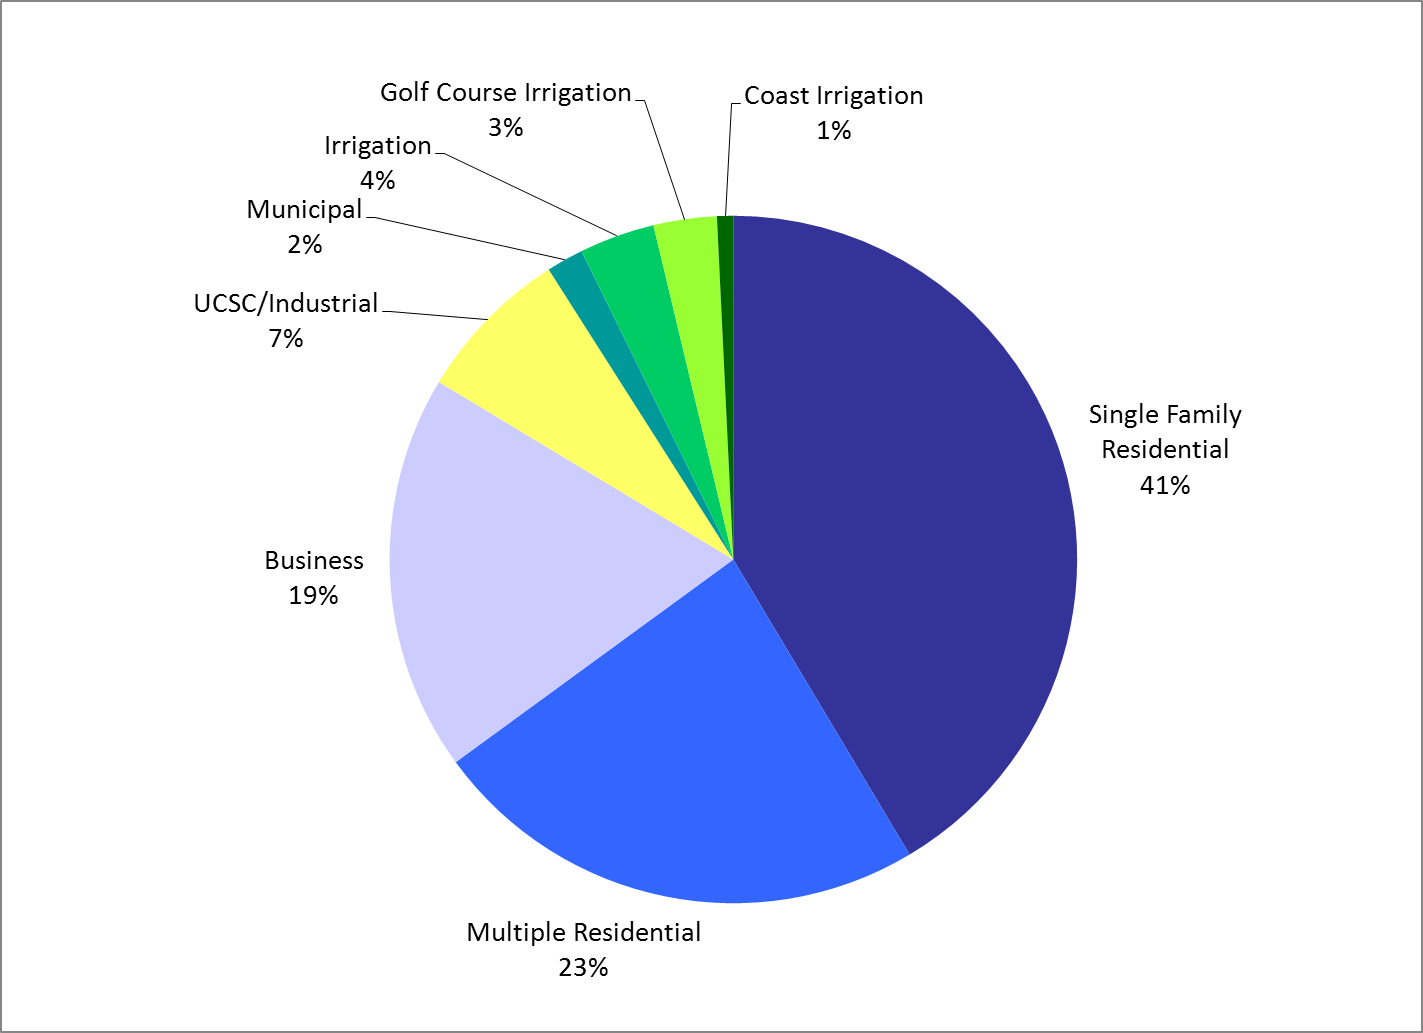 Golf Course Irrigation
3%
Coast Irrigation
1%
Irrigation
4%
Municipal
2%
UCSC/Industrial
7%
Single Family
Residential
41%
Business
19%
Multiple Residential
23%